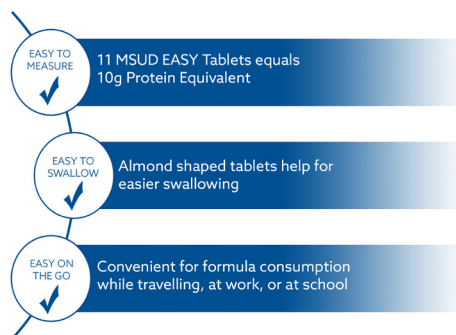 EASY TO
MEASURE
11 MSUD EASY Tablets equals
10g Protein Equivalent
EASY TO
SWALLOW
Almond shaped tablets help for
easier swallowing
EASY ON
THE GO
Convenient for formula consumption
while travelling, at work, or at school